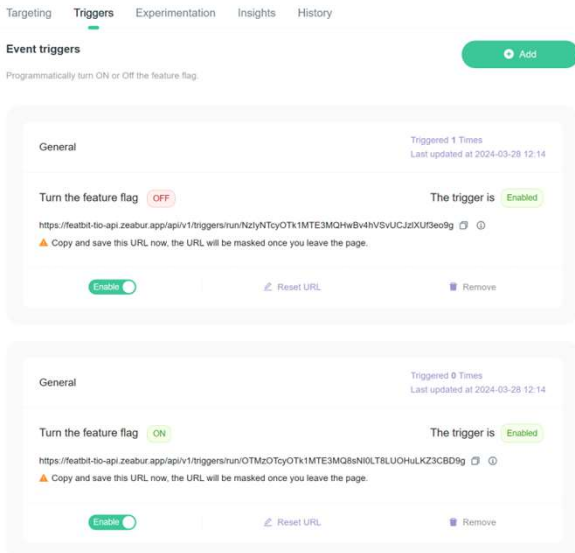 Targeting Triggers Experimentation Insights History
Event triggers
Add
Programmatically turn ON or Off the feature flag.
General
Triggered 1 Times
Last updated at 2024-03-28 12:14
Turn the feature flag OFF
The trigger is Enabled
https://featbit-tio-api.zeabur.app/api/v1/triggers/run/NzIyNTcyOTk1MTE3MQHwBv4hVSvUCJzlXUf3eo9g
Copy and save this URL now, the URL will be masked once you leave the page.
Enable Reset URL Remove
General
Triggered 0 Times
Last updated at 2024-03-28 12:14
Turn the feature flag ON
The trigger is Enabled
https://featbit-tio-api.zeabur.app/api/v1/triggers/run/OTMzOTcyOTk1MTE3MQ8sNI0LT8LUOHuLKZ3CBD9g
Copy and save this URL now, the URL will be masked once you leave the page.
Enable Reset URL Remove